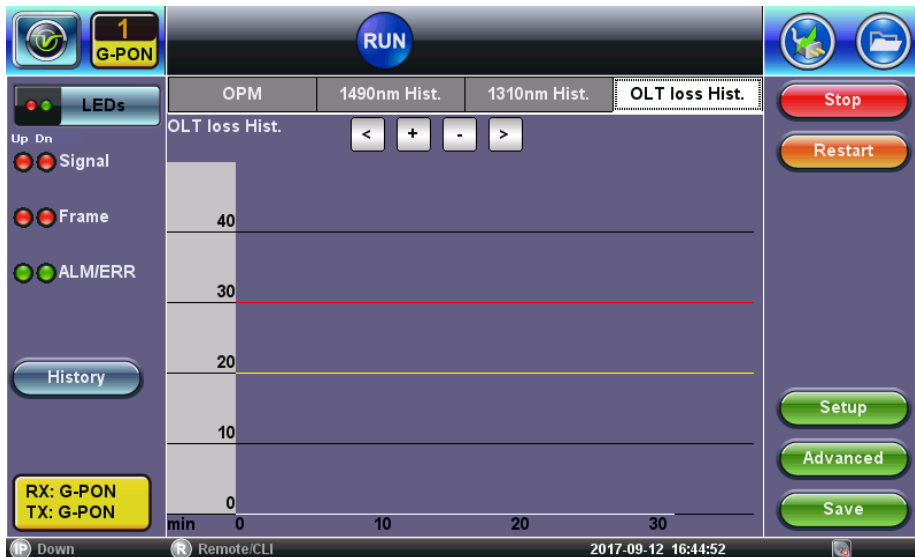 1
G-PON
RUN
LEDs
Up Dn
Signal
Frame
ALM/ERR
History
RX: G-PON
TX: G-PON
OPM 1490nm Hist. 1310nm Hist. OLT loss Hist.
OLT loss Hist. < + - >
40
30
20
10
0
min 0 10 20 30
Stop
Restart
Setup
Advanced
Save
IP Down R Remote/CLI 2017-09-12 16:44:52